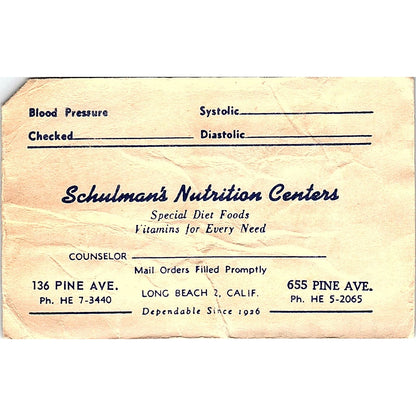 Blood Pressure Systolic
Checked Diastolic
Schulman's Nutrition Centers
Special Diet Foods
Vitamins for Every Need
COUNSELOR
Mail Orders Filled Promptly
136 PINE AVE. 655 PINE AVE.
Ph. HE 7-3440 LONG BEACH 2, CALIF. Ph. HE 5-2065
Dependable Since 1926